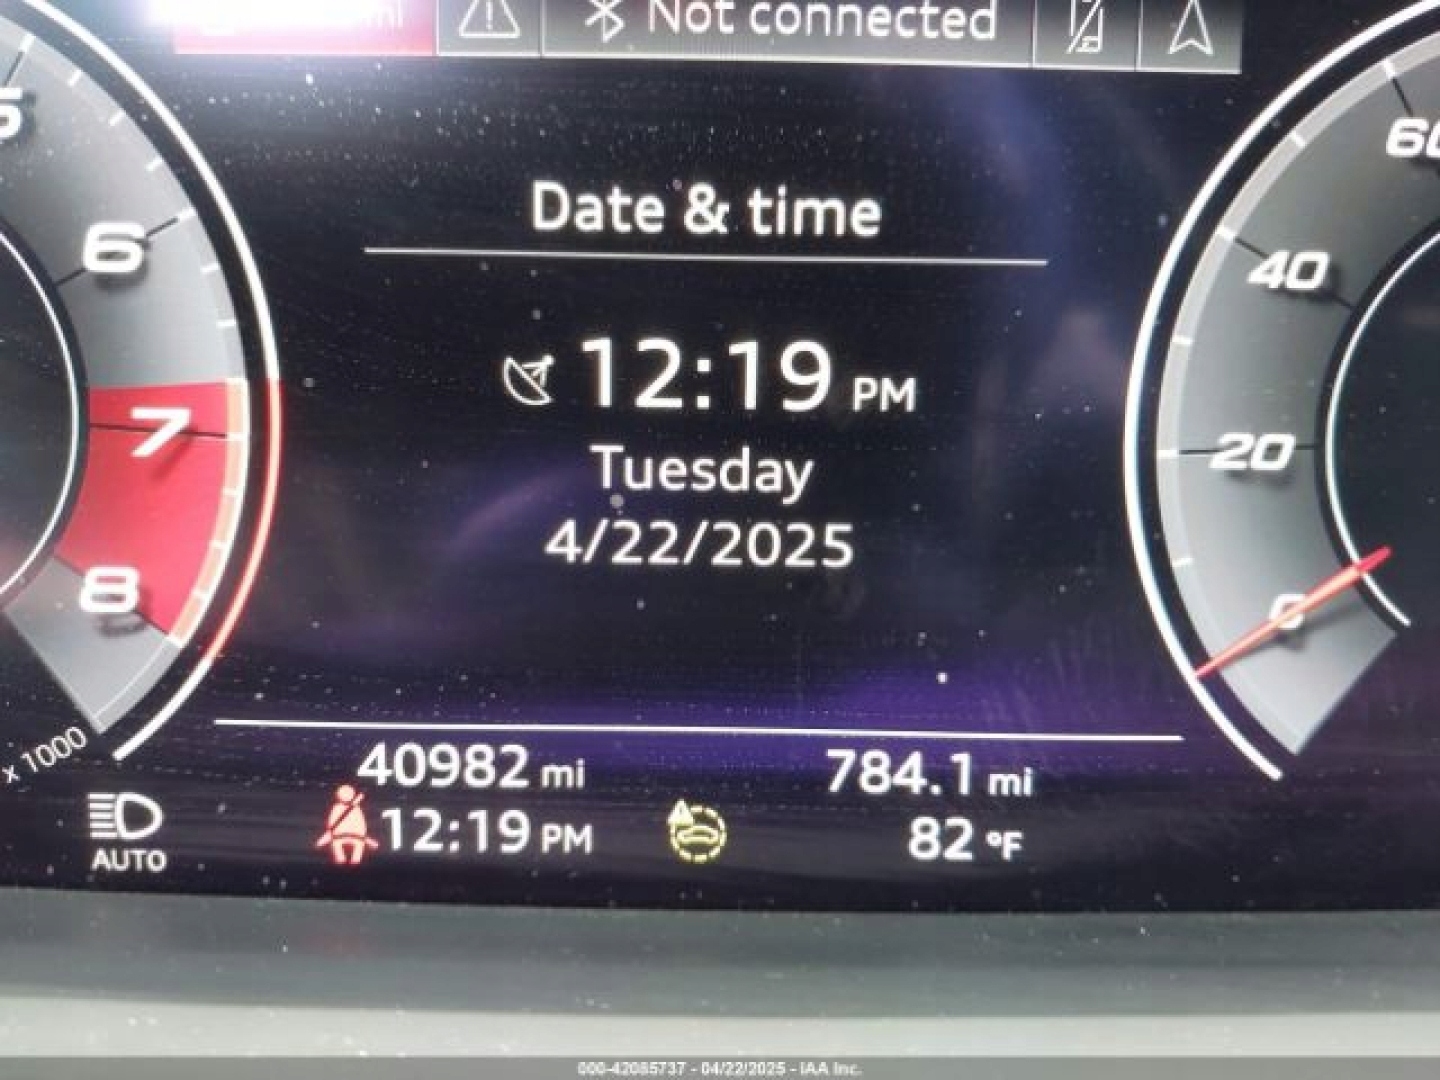 mi
Not connected
Date & time
12:19 PM
Tuesday
4/22/2025
5
6
7
8
x 1000
60
40
20
0
40982 mi
784.1 mi
12:19 PM
82 °F
AUTO
000-42085737 - 04/22/2025 - IAA Inc.